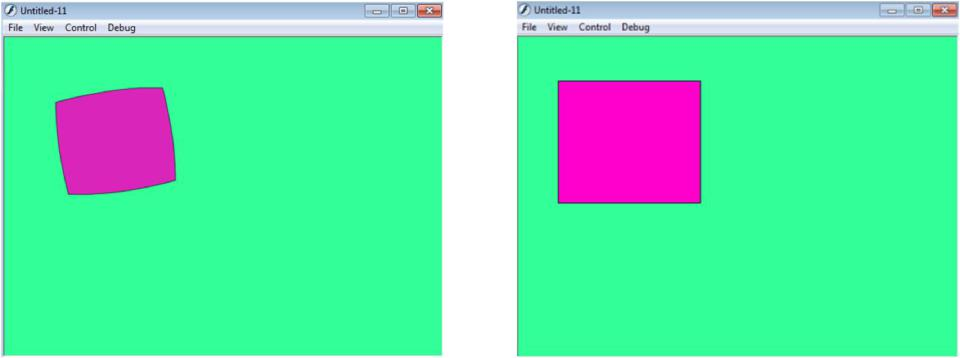 Untitled-11
File View Control Debug
Untitled-11
File View Control Debug